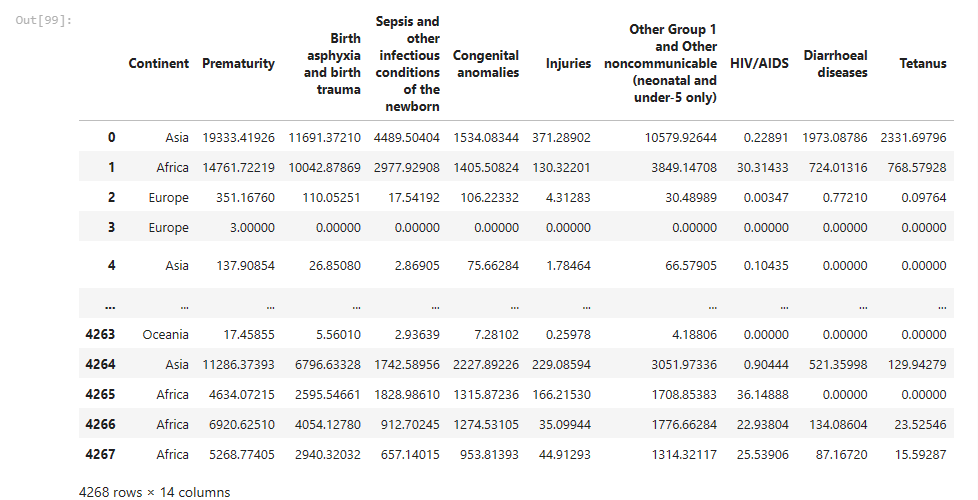 Out[99]:
Continent Prematurity Birth asphyxia and birth trauma Sepsis and other infectious conditions of the newborn Congenital anomalies Injuries Other Group 1 and Other noncommunicable (neonatal and under-5 only) HIV/AIDS Diarrhoeal diseases Tetanus
0 Asia 19333.41926 11691.37210 4489.50404 1534.08344 371.28902 10579.92644 0.22891 1973.08786 2331.69796
1 Africa 14761.72219 10042.87869 2977.92908 1405.50824 130.32201 3849.14708 30.31433 724.01316 768.57928
2 Europe 351.16760 110.05251 17.54192 106.22332 4.31283 30.48989 0.00347 0.77210 0.09764
3 Europe 3.00000 0.00000 0.00000 0.00000 0.00000 0.00000 0.00000 0.00000 0.00000
4 Asia 137.90854 26.85080 2.86905 75.66284 1.78464 66.57905 0.10435 0.00000 0.00000
... ... ... ... ... ... ... ... ... ... ...
4263 Oceania 17.45855 5.56010 2.93639 7.28102 0.25978 4.18806 0.00000 0.00000 0.00000
4264 Asia 11286.37393 6796.63328 1742.58956 2227.89226 229.08594 3051.97336 0.90444 521.35998 129.94279
4265 Africa 4634.07215 2595.54661 1828.98610 1315.87236 166.21530 1708.85383 36.14888 0.00000 0.00000
4266 Africa 6920.62510 4054.12780 912.70245 1274.53105 35.09944 1776.66284 22.93804 134.08604 23.52546
4267 Africa 5268.77405 2940.32032 657.14015 953.81393 44.91293 1314.32117 25.53906 87.16720 15.59287
4268 rows × 14 columns